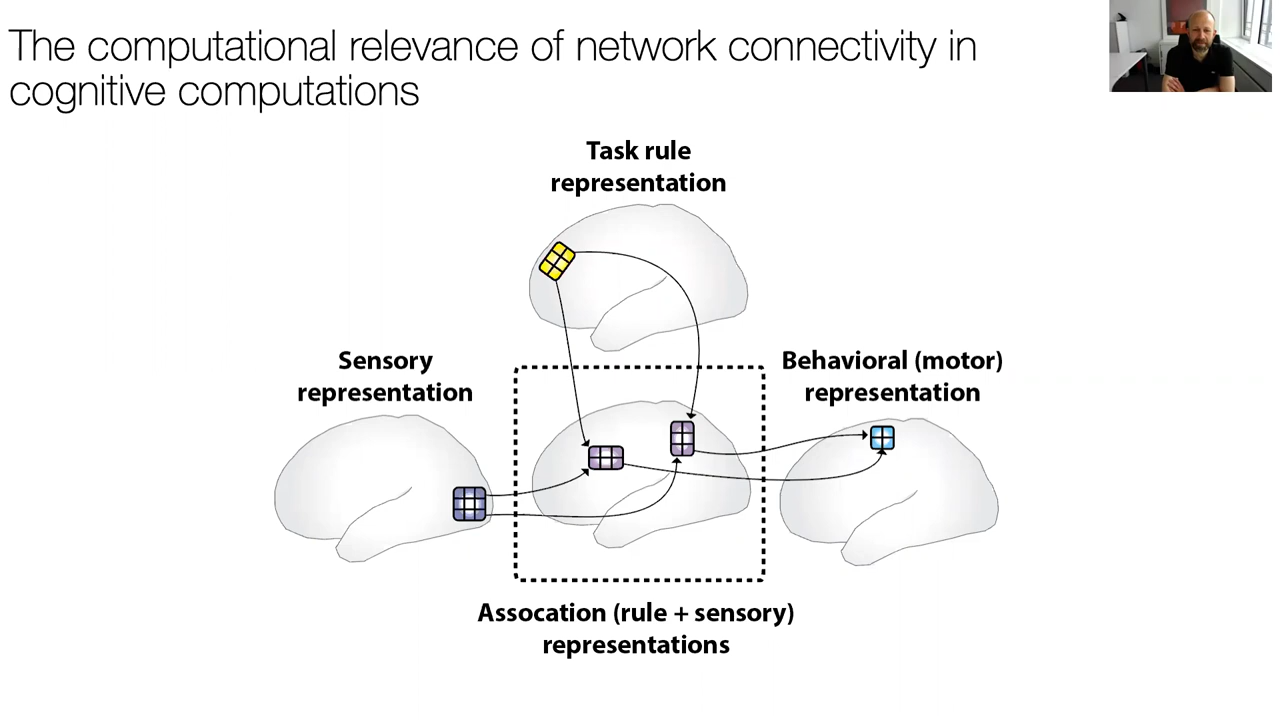 The computational relevance of network connectivity in
cognitive computations
Task rule
representation
Sensory
representation
Behavioral (motor)
representation
Assocation (rule + sensory)
representations